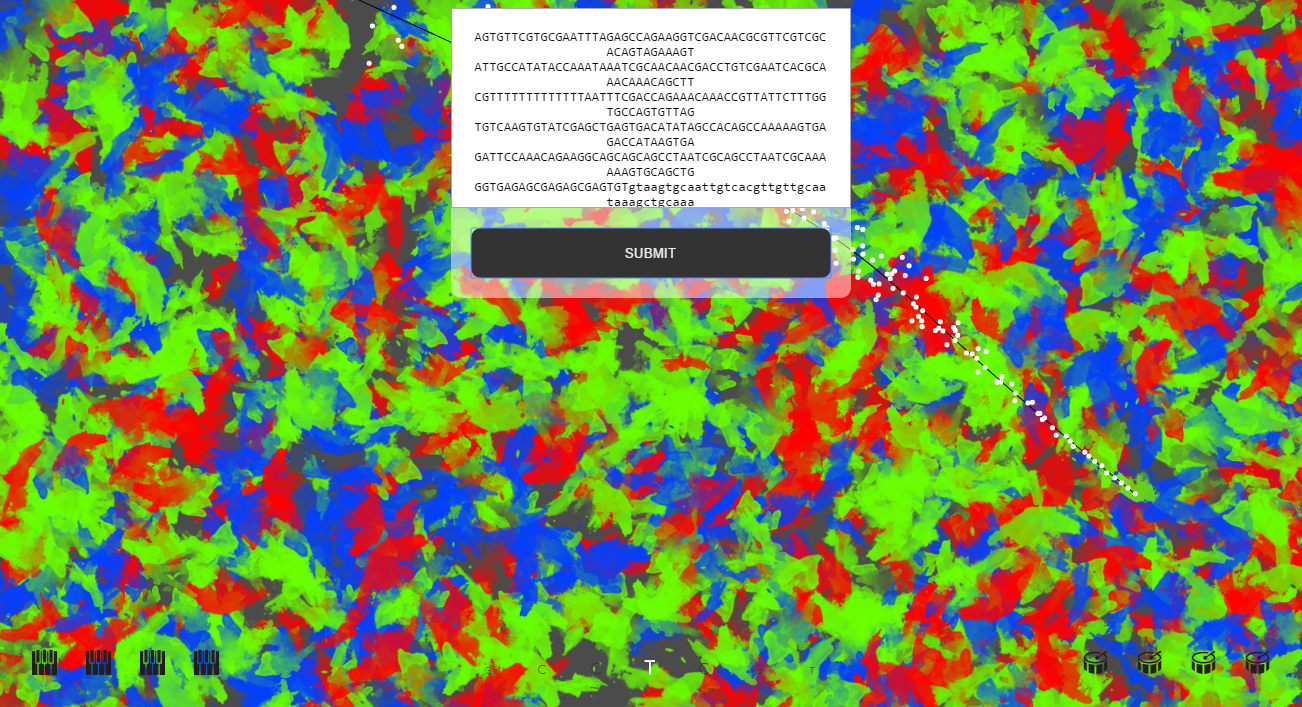 AGTGTTCGTGCGAATTTAGAGCCAGAAGGTCGACAACGCGTTCGTCGC
ACAGTAGAAAGT
ATTGCCATATACCAAATAAATCGCAACAACGACCTGTCGAATCACGCA
AACAAACAGCTT
CGTTTTTTTTTTTTTAATTTCGACCAGAAACAAACCGTTATTCTTTGG
TGCCAGTGTTAG
TGTCAAGTGTATCGAGCTGAGTGACATATAGCCACAGCCAAAAAGTGA
GACCATAAGTGA
GATTCCAAACAGAAGGCAGCAGCAGCCTAATCGCAGCCTAATCGCAAA
AAAGTGCAGCTG
GGTGAGAGCGAGAGCGAGTGTgtaagtgcaattgtcacgttgttgcaa
taaagctgcaaa
SUBMIT
C C T C